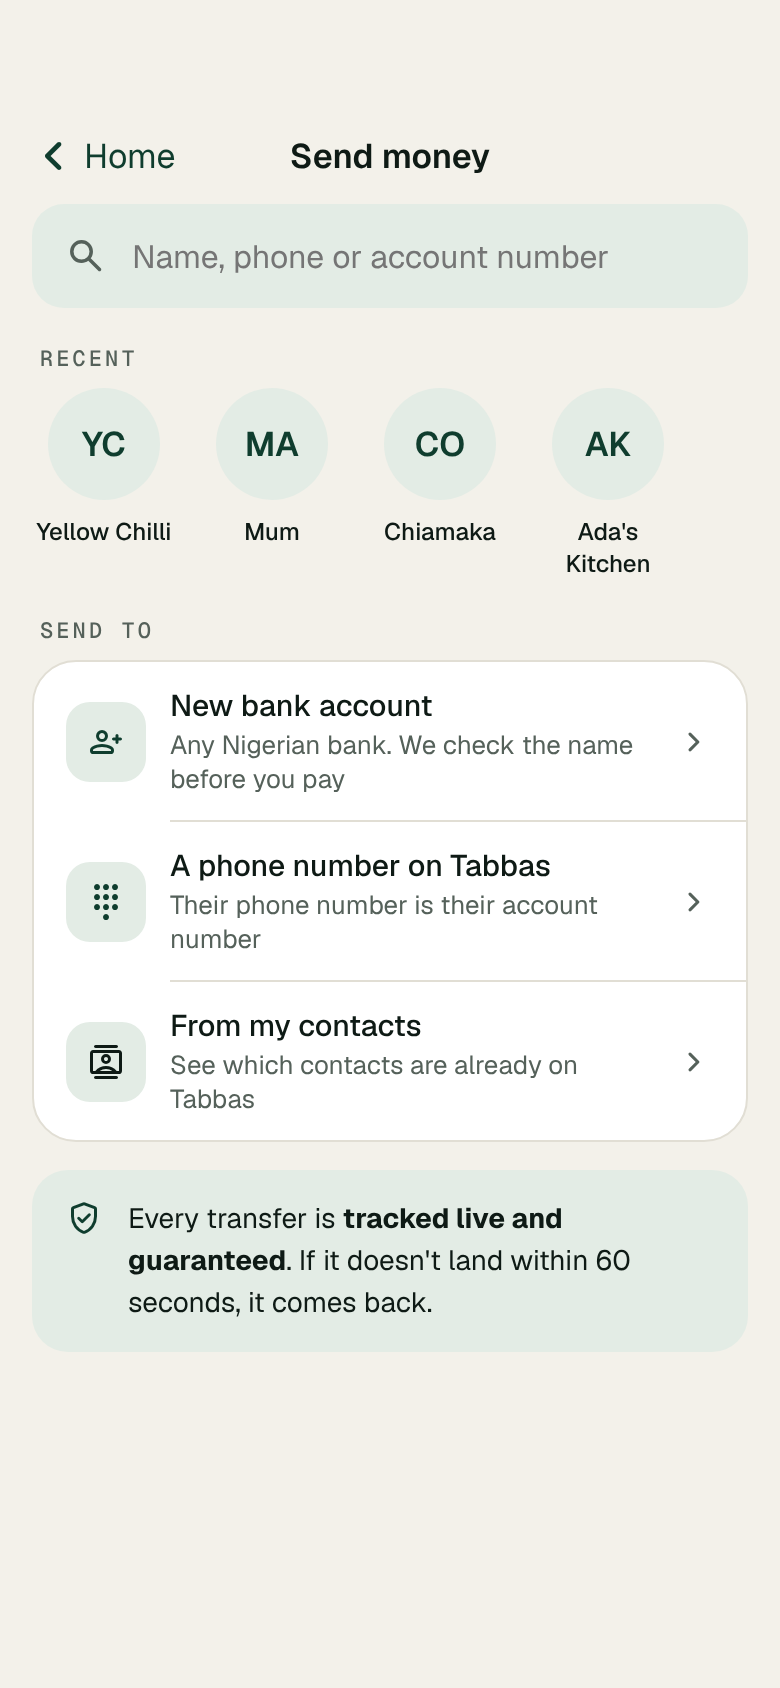 Home
Send money
Name, phone or account number
RECENT
YC
MA
CO
AK
Yellow Chilli
Mum
Chiamaka
Ada's
Kitchen
SEND TO
New bank account
Any Nigerian bank. We check the name
before you pay
A phone number on Tabbas
Their phone number is their account
number
From my contacts
See which contacts are already on
Tabbas
Every transfer is tracked live and
guaranteed. If it doesn't land within 60
seconds, it comes back.